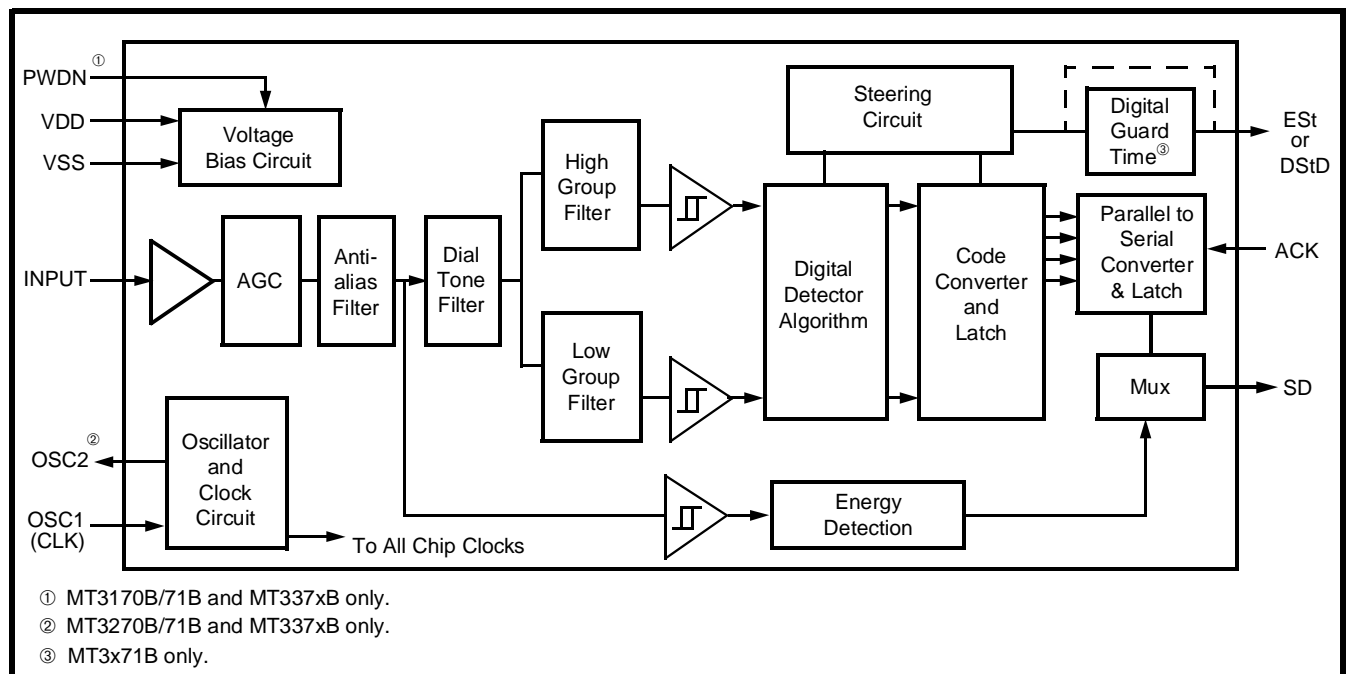 PWDN ①
VDD
VSS
Voltage
Bias Circuit
INPUT
AGC
Anti-
alias
Filter
Dial
Tone
Filter
High
Group
Filter
Low
Group
Filter
Steering
Circuit
Digital
Detector
Algorithm
Code
Converter
and
Latch
Digital
Guard
Time③
ESt
or
DStD
Parallel to
Serial
Converter
& Latch
ACK
Mux
SD
Energy
Detection
OSC2 ②
OSC1
(CLK)
Oscillator
and
Clock
Circuit
To All Chip Clocks
① MT3170B/71B and MT337xB only.
② MT3270B/71B and MT337xB only.
③ MT3x71B only.